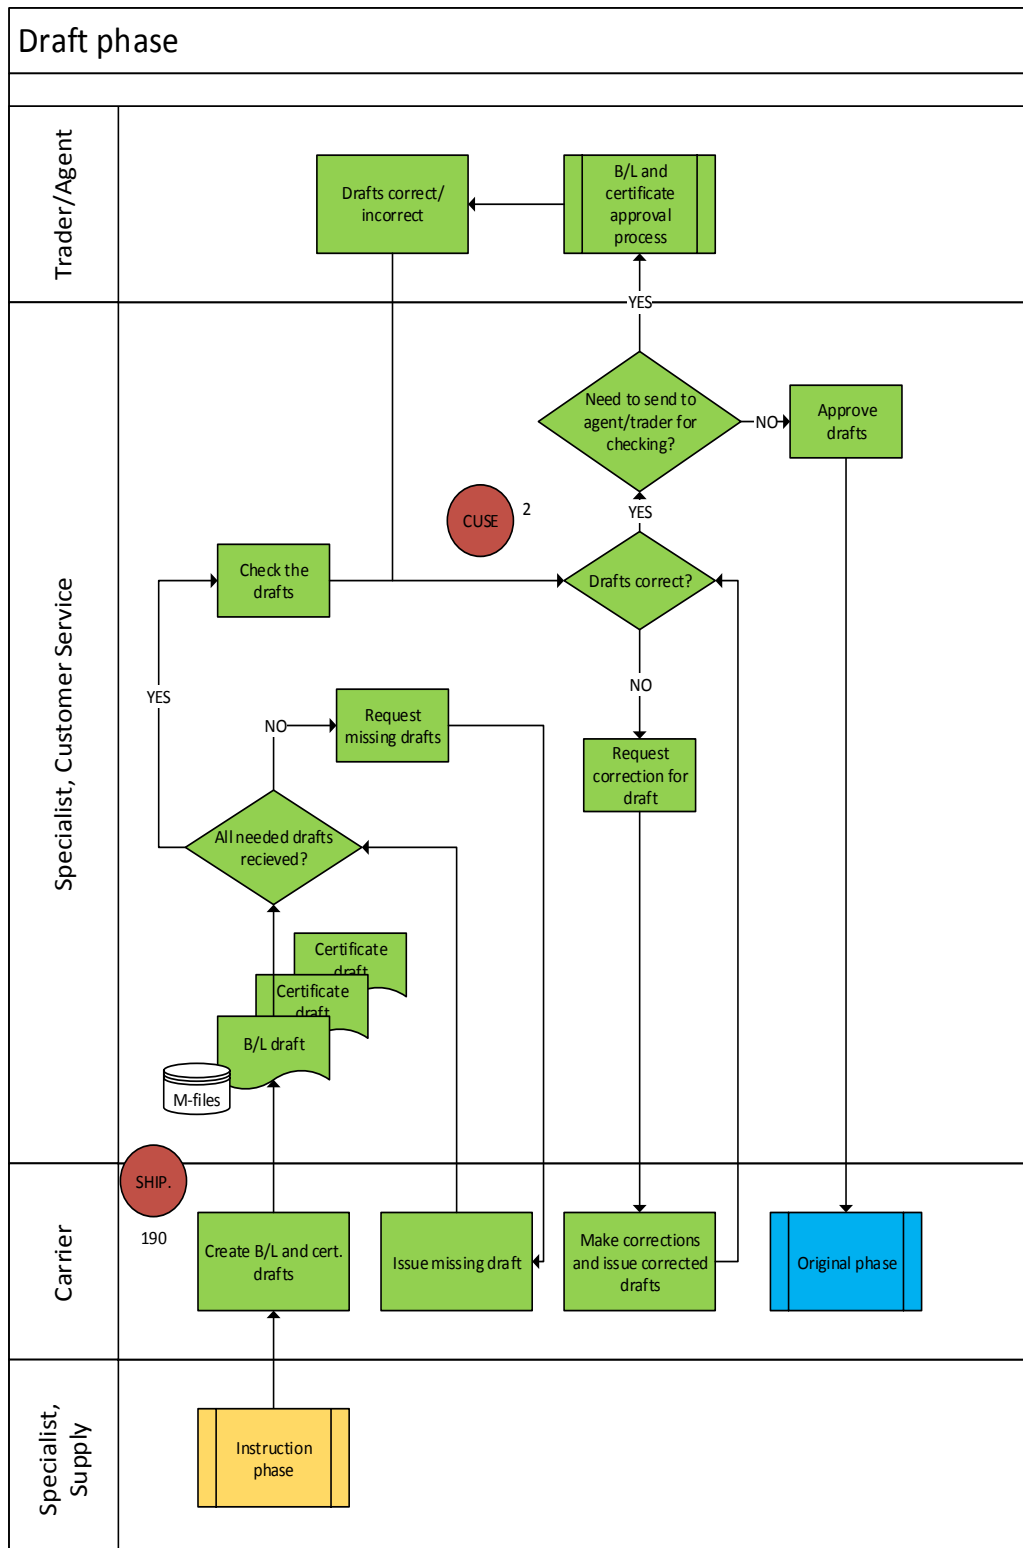 Draft phase
Trader/Agent
Drafts correct/
incorrect
B/L and
certificate
approval
process
YES
Specialist, Customer Service
Need to send to
agent/trader for
checking?
NO
Approve
drafts
CUSE
2
YES
Check the
drafts
Drafts correct?
YES
NO
NO
Request
missing drafts
Request
correction for
draft
All needed drafts
recieved?
Certificate
draft
Certificate
draft
B/L draft
M-files
Carrier
SHIP.
190
Create B/L and cert.
drafts
Issue missing draft
Make corrections
and issue corrected
drafts
Original phase
Specialist,
Supply
Instruction
phase